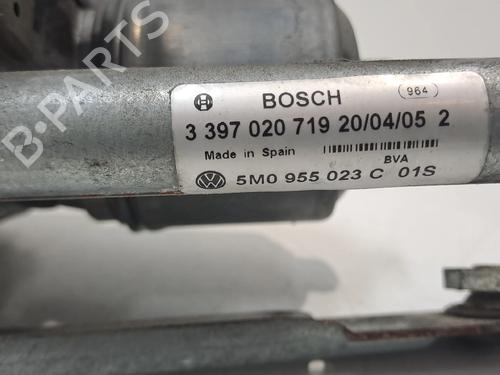 BOSCH 964
3 397 020 719 20/04/05 2
Made in Spain
BVA
5M0 955 023 C 01S
B-PARTS